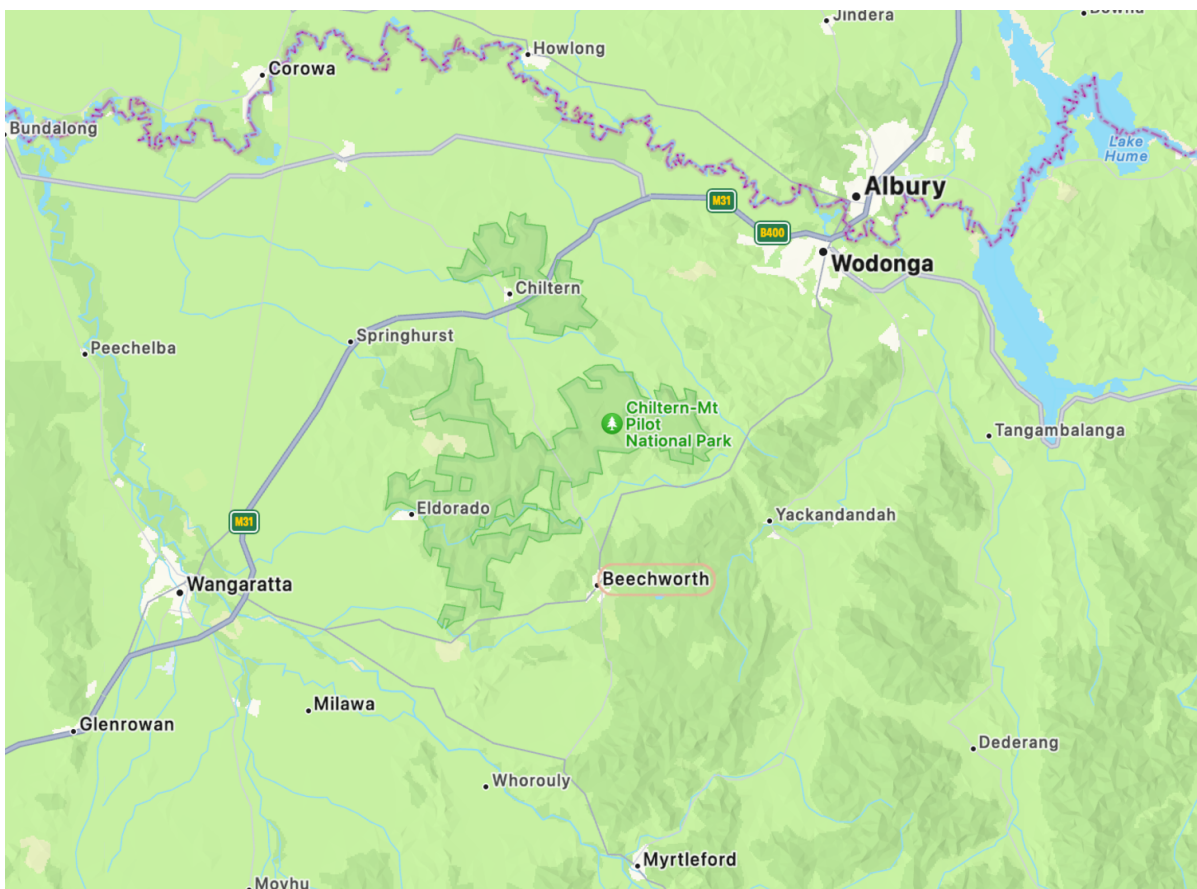 Jindera
Howlong
Corowa
Bundalong
Lake
Hume
Albury
M31
B400
Wodonga
Chiltern
Springhurst
Peechelba
Chiltern-Mt
Pilot
National Park
Tangambalanga
Eldorado
Yackandandah
M31
Beechworth
Wangaratta
Milawa
Glenrowan
Dederang
Whorouly
Myrtleford